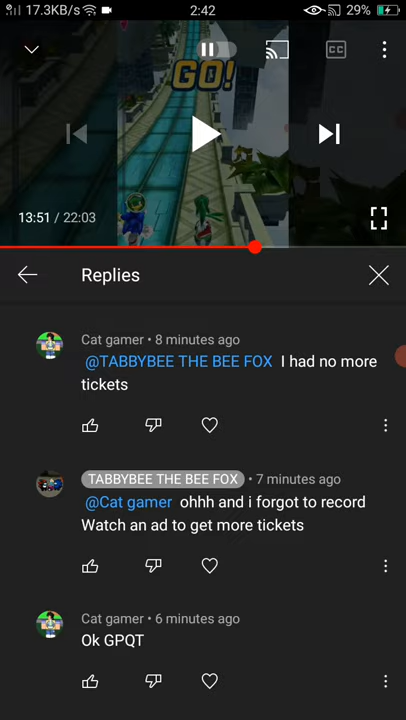 17.3KB/s 2:42 29%
CC
GO!
13:51 / 22:03
Replies
Cat gamer • 8 minutes ago
@TABBYBEE THE BEE FOX I had no more
tickets
TABBYBEE THE BEE FOX • 7 minutes ago
@Cat gamer ohhh and i forgot to record
Watch an ad to get more tickets
Cat gamer • 6 minutes ago
Ok GPQT